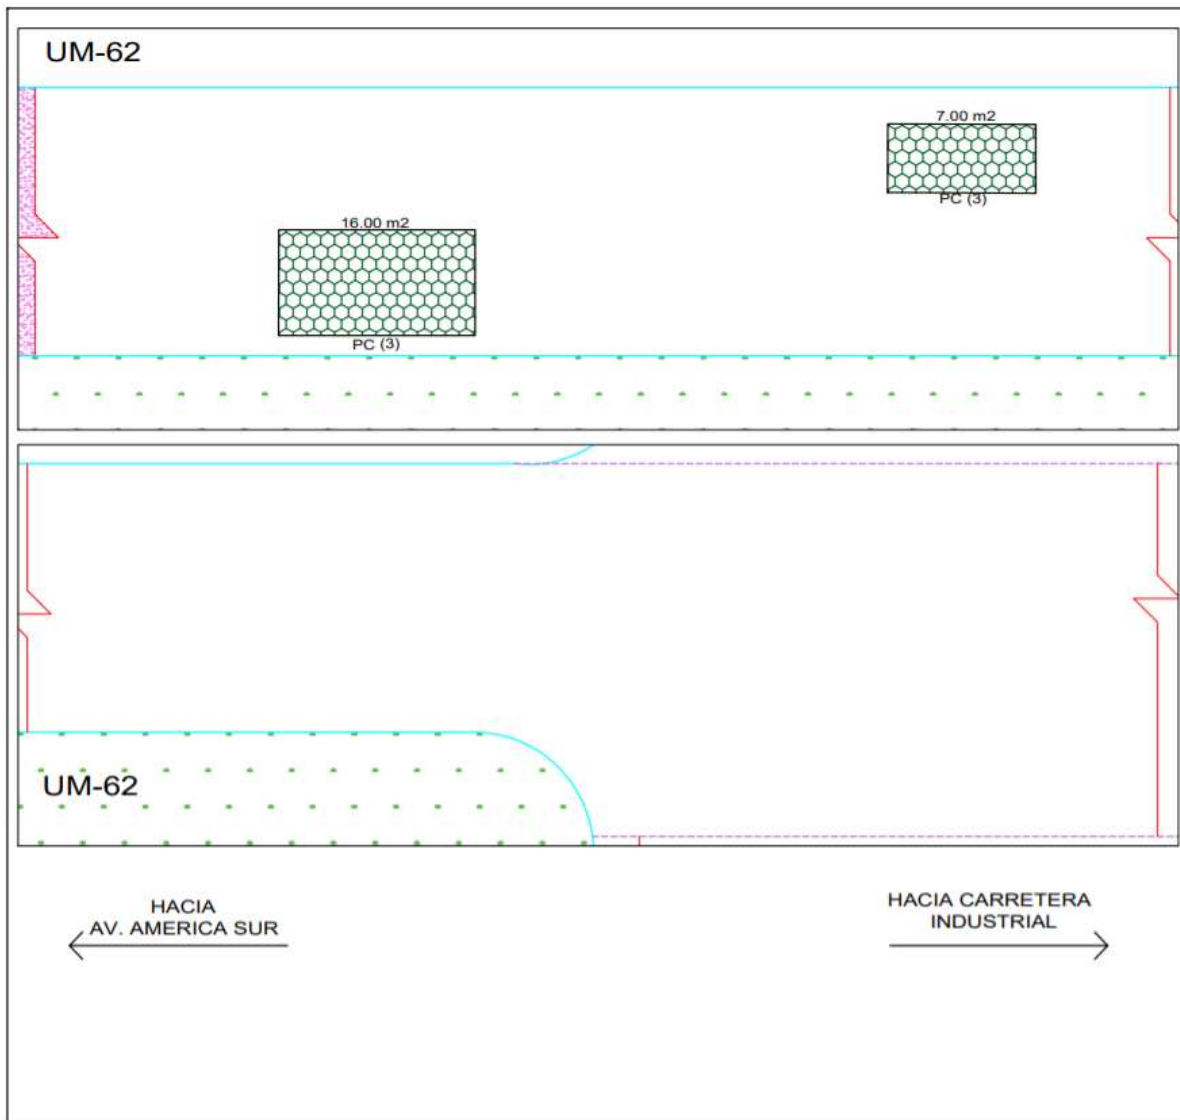 UM-62
7.00 m2
PC (3)
16.00 m2
PC (3)
UM-62
HACIA
AV. AMERICA SUR
HACIA CARRETERA
INDUSTRIAL